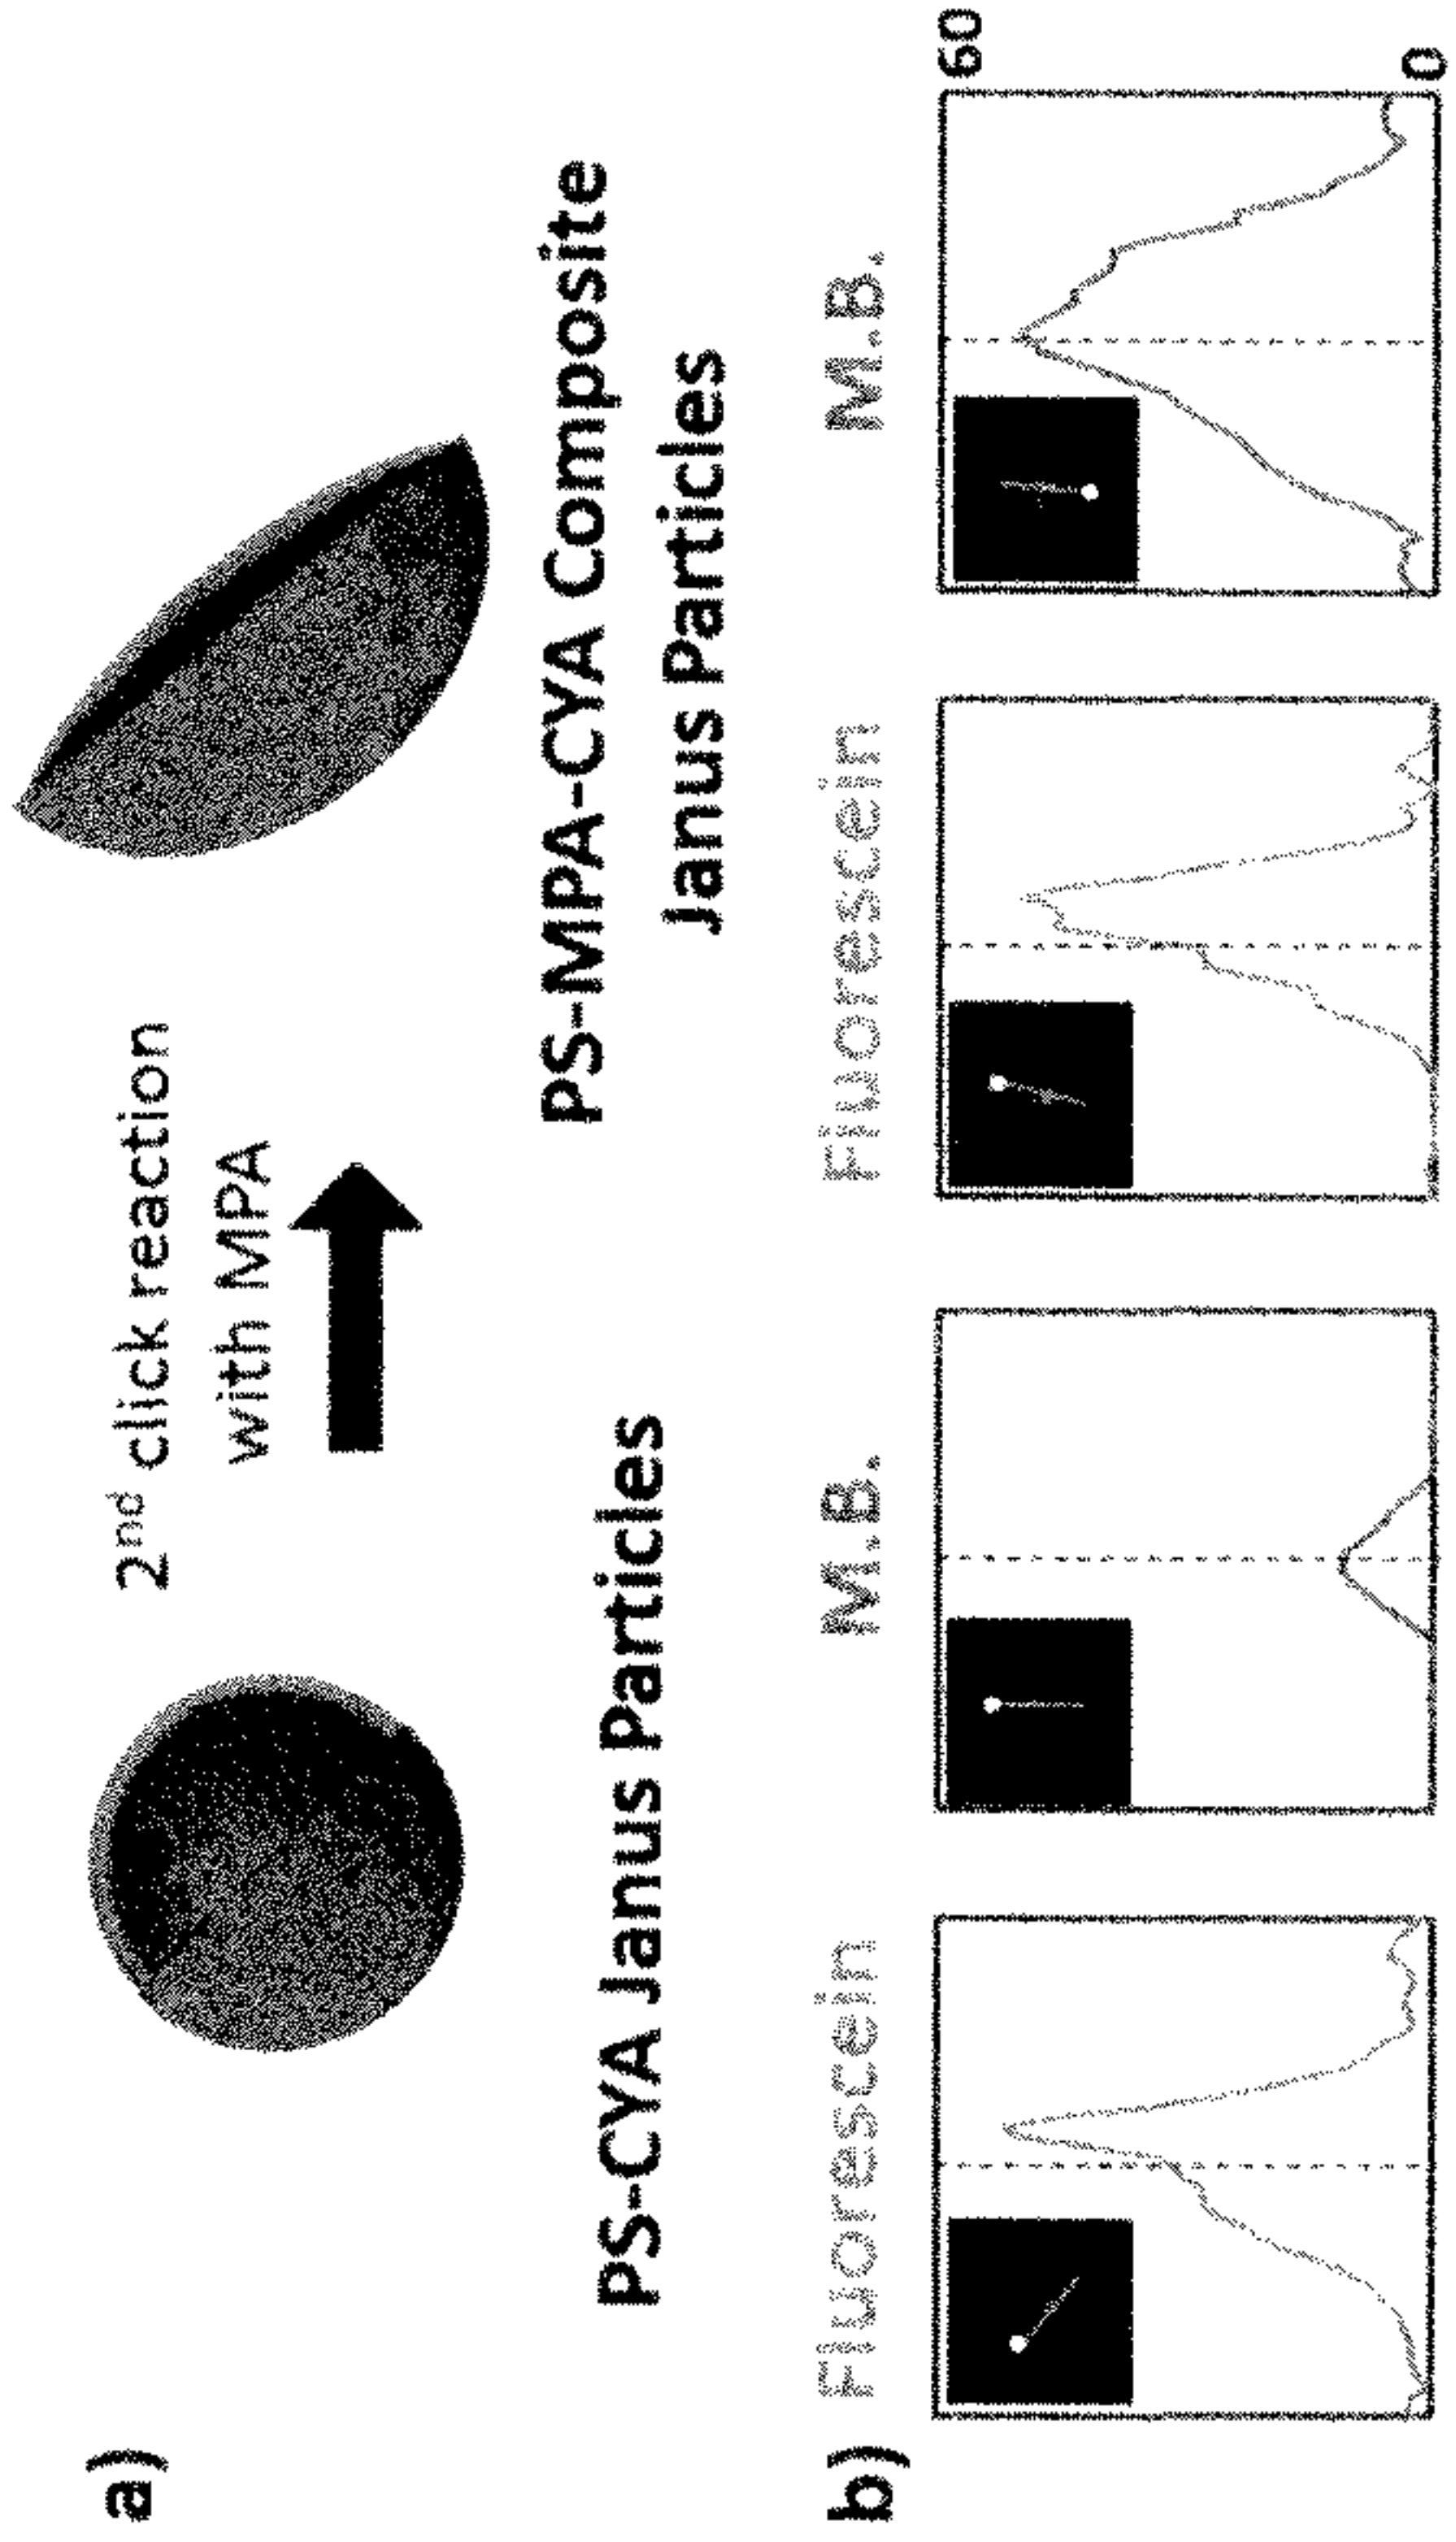 a)
2nd click reaction
with MPA
PS-CYA Janus Particles
PS-MPA-CYA Composite
Janus Particles
b)
Fluorescein
M.B.
Fluorescein
M.B.
60
0